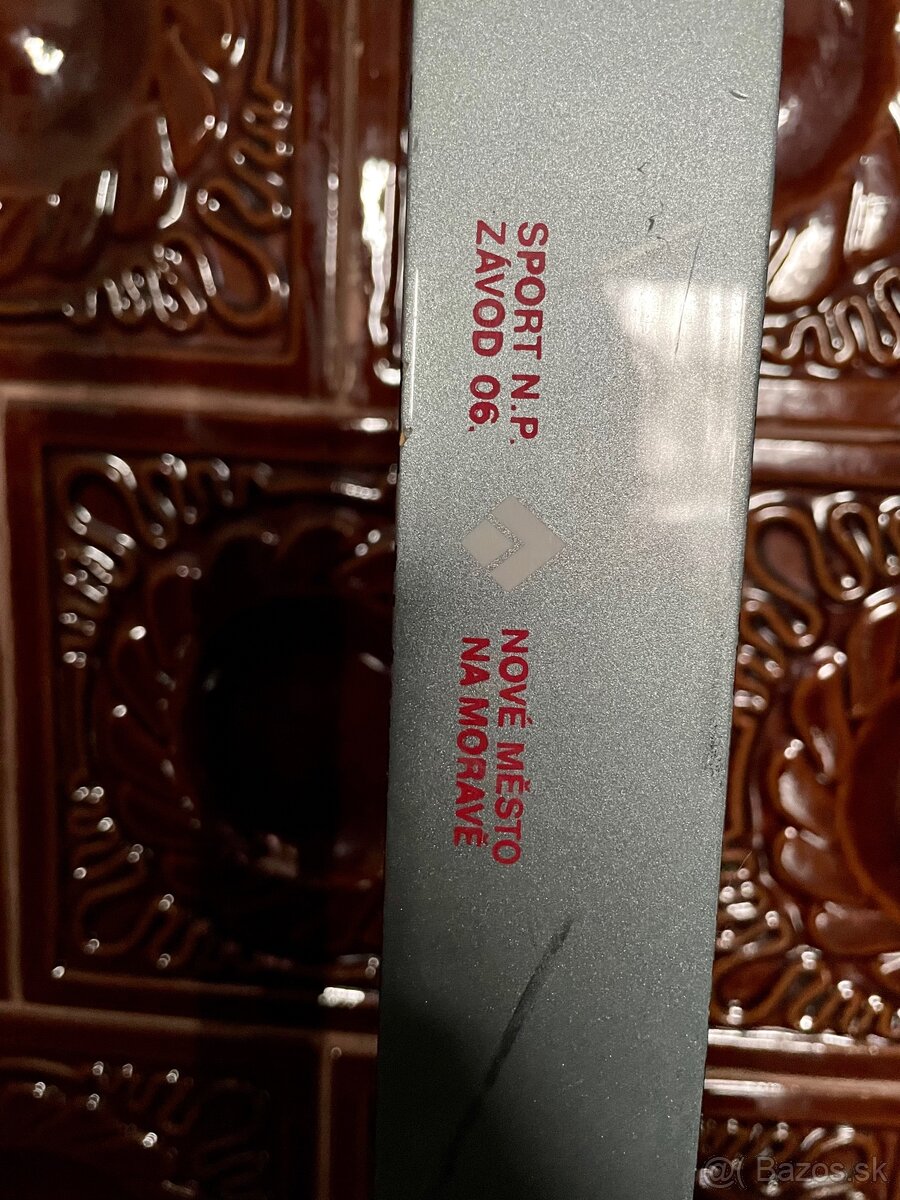 SPORT N.P.
ZÁVOD 06.
NOVÉ MĚSTO
NA MORAVĚ
@( Bazos.sk